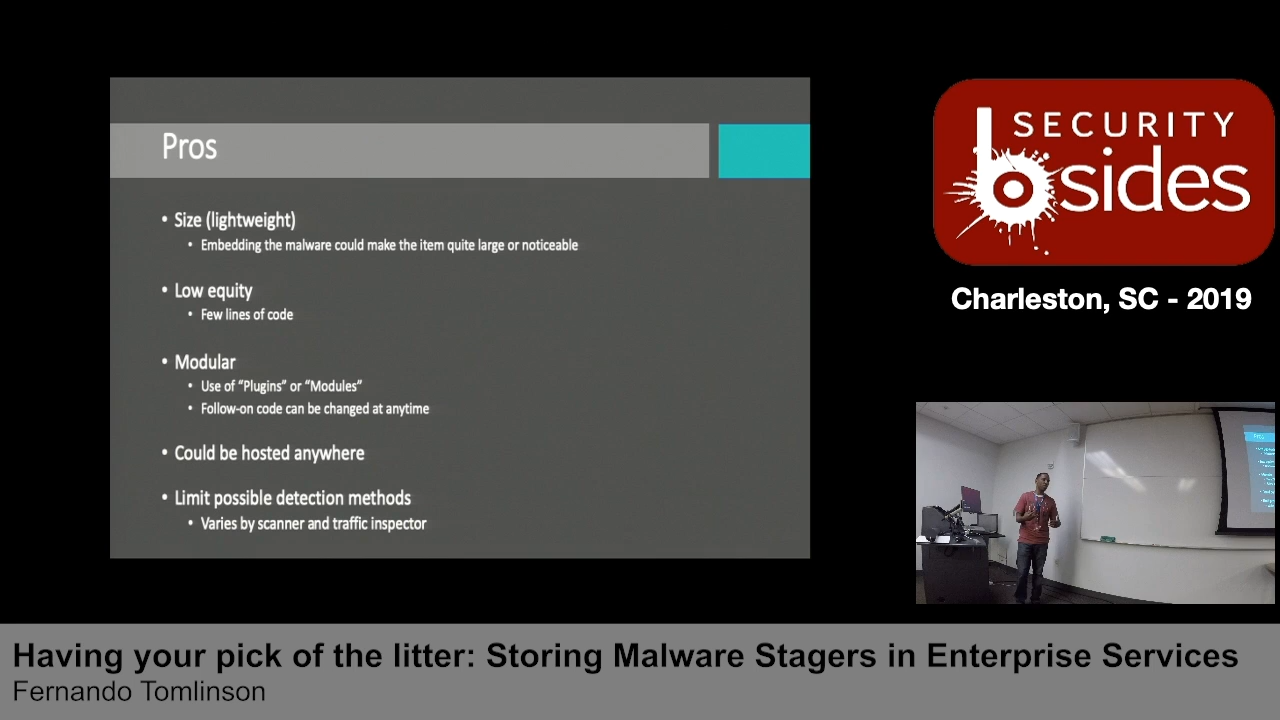 Pros
• Size (lightweight)
• Embedding the malware could make the item quite large or noticeable
• Low equity
• Few lines of code
• Modular
• Use of “Plugins” or “Modules”
• Follow-on code can be changed at anytime
• Could be hosted anywhere
• Limit possible detection methods
• Varies by scanner and traffic inspector
SECURITY
bsides
Charleston, SC - 2019
Having your pick of the litter: Storing Malware Stagers in Enterprise Services
Fernando Tomlinson